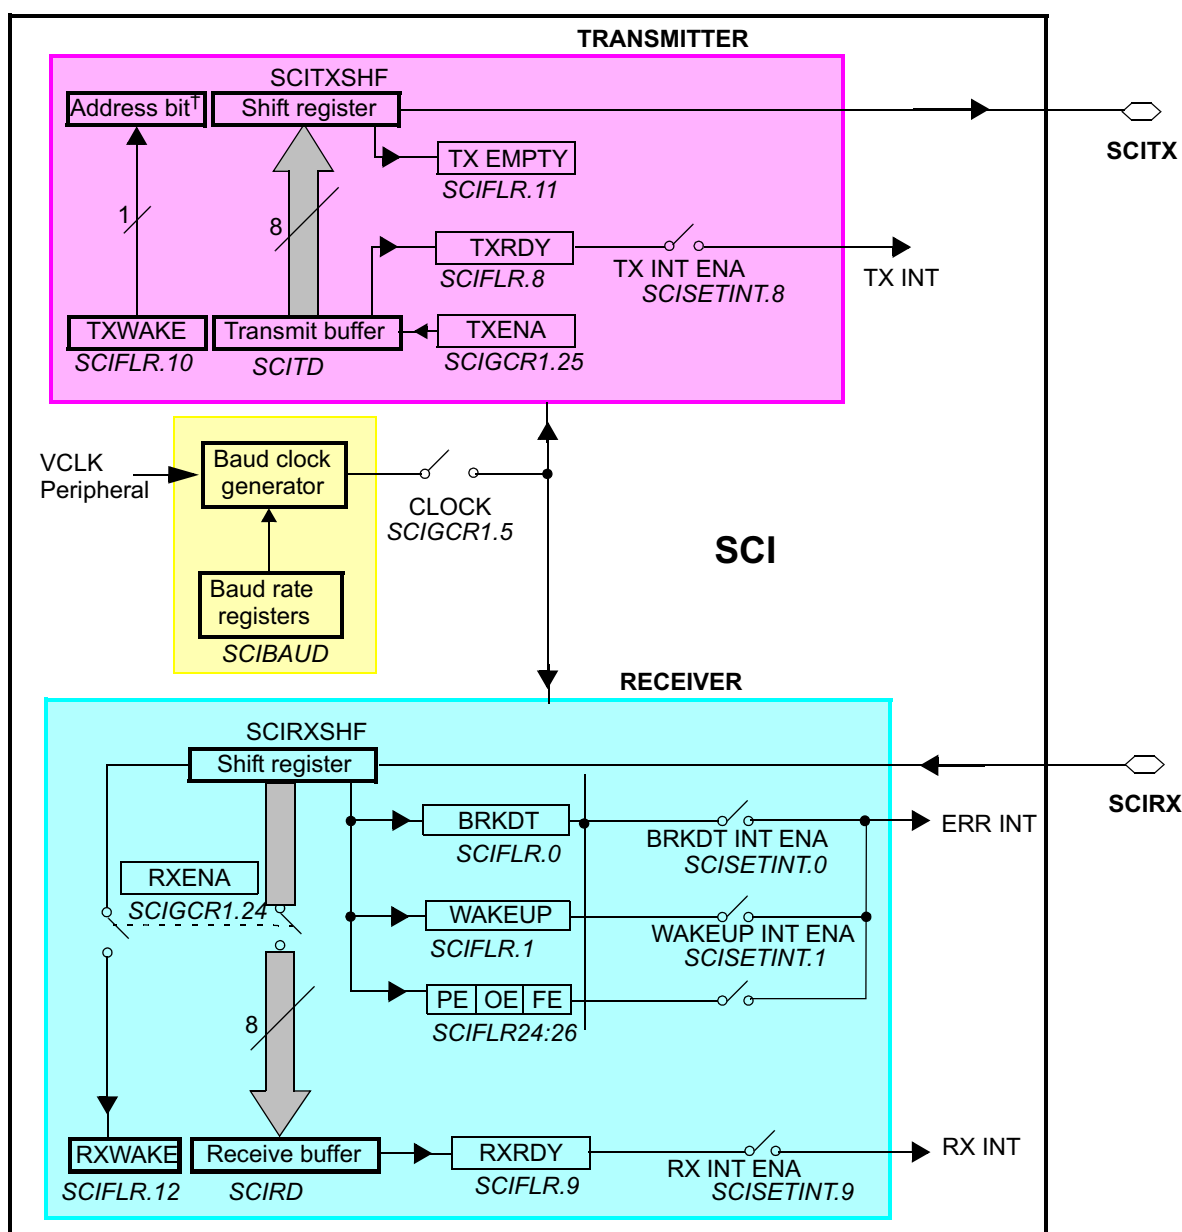 TRANSMITTER
SCITXSHF
Address bit†
Shift register
SCITX
TX EMPTY
SCIFLR.11
1
8
TXRDY
SCIFLR.8
TX INT ENA
SCISETINT.8
TX INT
TXWAKE
SCIFLR.10
Transmit buffer
SCITD
TXENA
SCIGCR1.25
VCLK
Peripheral
Baud clock
generator
CLOCK
SCIGCR1.5
SCI
Baud rate
registers
SCIBAUD
RECEIVER
SCIRXSHF
Shift register
SCIRX
BRKDT
SCIFLR.0
BRKDT INT ENA
SCISETINT.0
ERR INT
RXENA
SCIGCR1.24
WAKEUP
SCIFLR.1
WAKEUP INT ENA
SCISETINT.1
PE OE FE
SCIFLR24:26
8
RXWAKE
SCIFLR.12
Receive buffer
SCIRD
RXRDY
SCIFLR.9
RX INT ENA
SCISETINT.9
RX INT